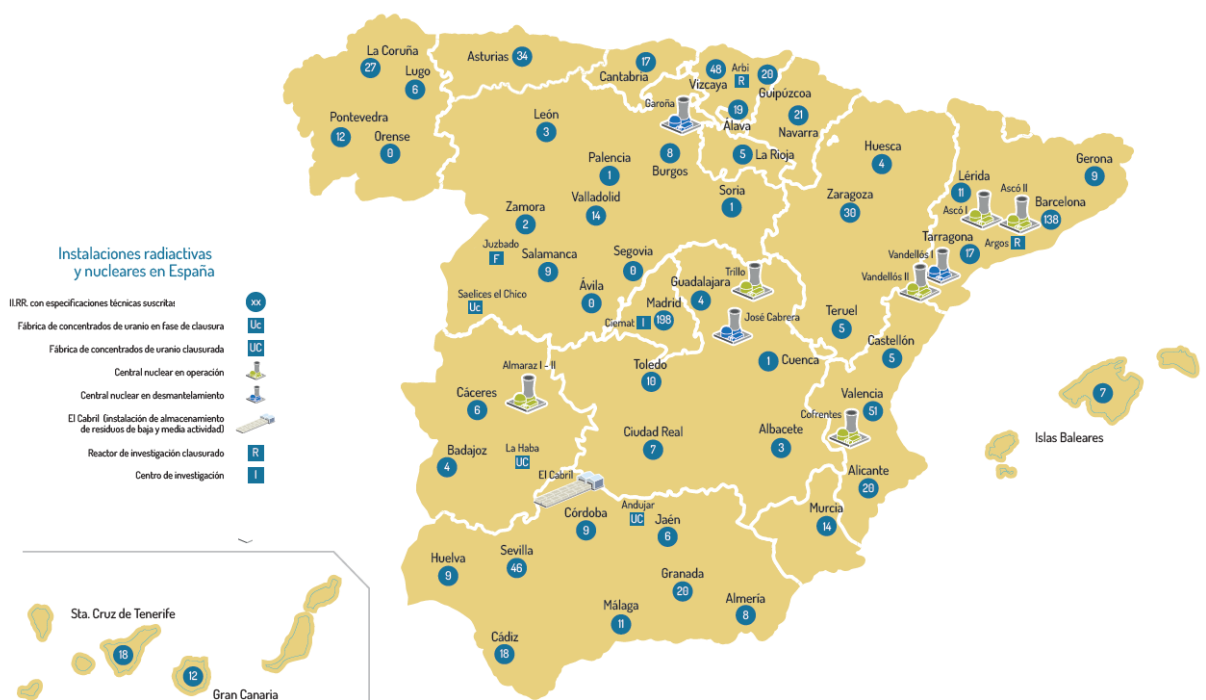 La Coruña
27
Lugo
6
Asturias 34
17
Cantabria
48
Vizcaya
Arbi
R
20
Guipúzcoa
Garoña
19
Álava
21
Navarra
Pontevedra
12
Orense
0
León
3
Palencia
1
8
Burgos
5 La Rioja
Huesca
4
Gerona
9
Lérida
11
Ascó I
Ascó II
Barcelona
138
Zamora
2
Valladolid
14
Soria
1
Zaragoza
30
Tarragona
17
Argos R
Vandellós I
Vandellós II
Instalaciones radiactivas
y nucleares en España
II.RR. con especificaciones técnicas suscritas
xx
Fábrica de concentrados de uranio en fase de clausura
Uc
Fábrica de concentrados de uranio clausurada
UC
Central nuclear en operación
Central nuclear en desmantelamiento
El Cabril (instalación de almacenamiento
de residuos de baja y media actividad)
Reactor de investigación clausurado
R
Centro de investigación
I
Juzbado
F
Salamanca
9
Segovia
0
Saelices el Chico
Uc
Ávila
0
Guadalajara
4
Trillo
Madrid
198
Ciemat I
José Cabrera
Teruel
5
Castellón
5
1 Cuenca
Toledo
10
Almaraz I - II
Cáceres
6
Valencia
51
Cofrentes
7
Islas Baleares
Ciudad Real
7
Albacete
3
Badajoz
4
La Haba
UC
El Cabril
Alicante
20
Murcia
14
Córdoba
9
Andujar
UC
Jaén
6
Huelva
9
Sevilla
46
Granada
20
Málaga
11
Almería
8
Cádiz
18
Sta. Cruz de Tenerife
18
12
Gran Canaria